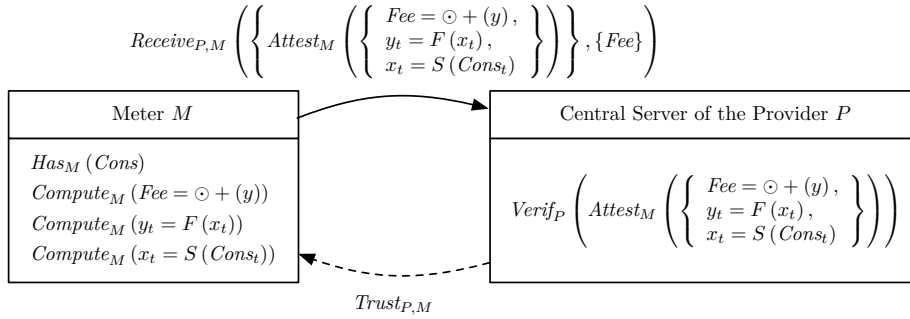 Receive_{P,M} ( { Attest_M ( { Fee = ⊙ + (y) ,
y_t = F (x_t) ,
x_t = S (Cons_t) } ) } , {Fee} )
Meter M
Has_M (Cons)
Compute_M (Fee = ⊙ + (y))
Compute_M (y_t = F (x_t))
Compute_M (x_t = S (Cons_t))
Central Server of the Provider P
Verif_P ( Attest_M ( { Fee = ⊙ + (y) ,
y_t = F (x_t) ,
x_t = S (Cons_t) } ) )
Trust_{P,M}